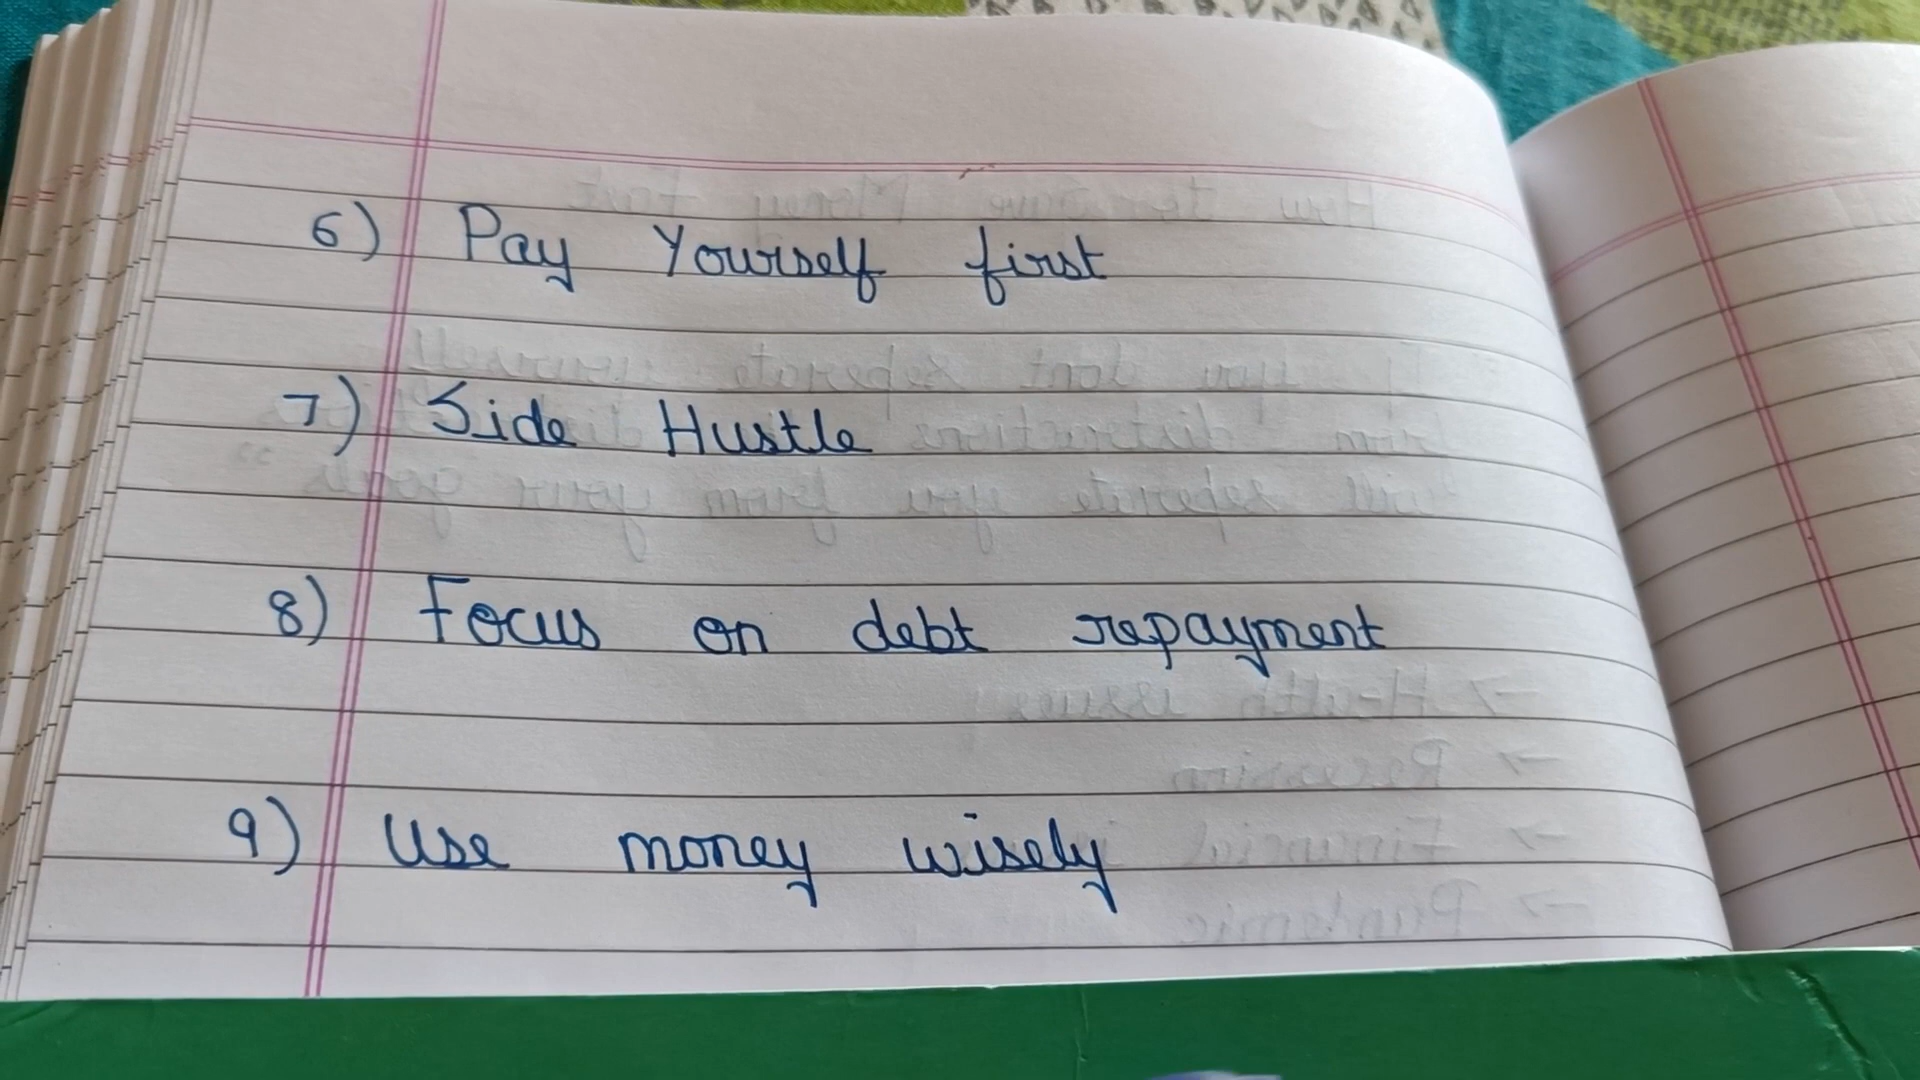 6) Pay Yourself first
7) Side Hustle
8) Focus on debt repayment
9) Use money wisely